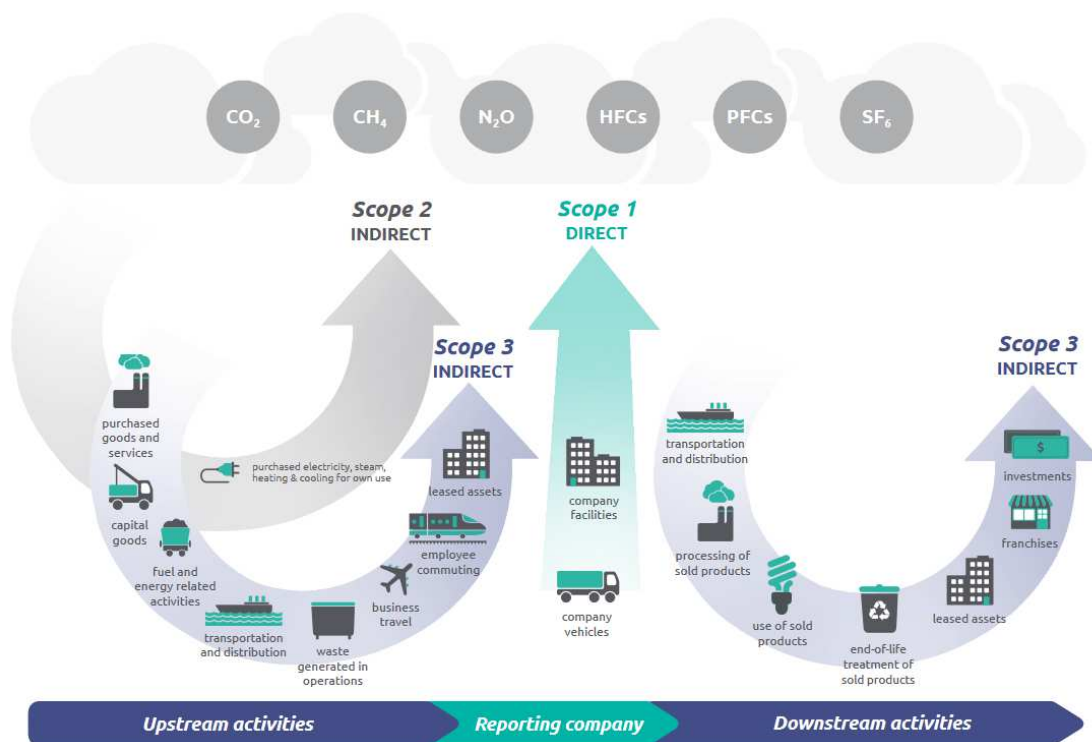 CO₂
CH₄
N₂O
HFCs
PFCs
SF₆
Scope 2
INDIRECT
Scope 1
DIRECT
Scope 3
INDIRECT
Scope 3
INDIRECT
purchased
goods and
services
capital
goods
fuel and
energy related
activities
transportation
and distribution
waste
generated in
operations
business
travel
employee
commuting
leased assets
purchased electricity, steam,
heating & cooling for own use
company
facilities
company
vehicles
transportation
and distribution
processing of
sold products
use of sold
products
end-of-life
treatment of
sold products
leased assets
franchises
$
investments
Upstream activities
Reporting company
Downstream activities